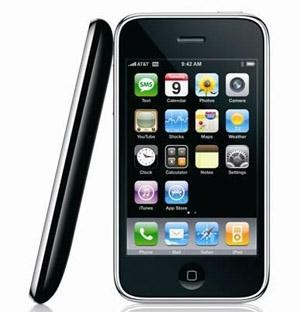 AT&T 9:42 AM
SMS 9
Text Calendar Photos Camera
YouTube Stocks Maps Weather
Clock Calculator Notes Settings
iTunes App Store
Phone Mail Safari iPod